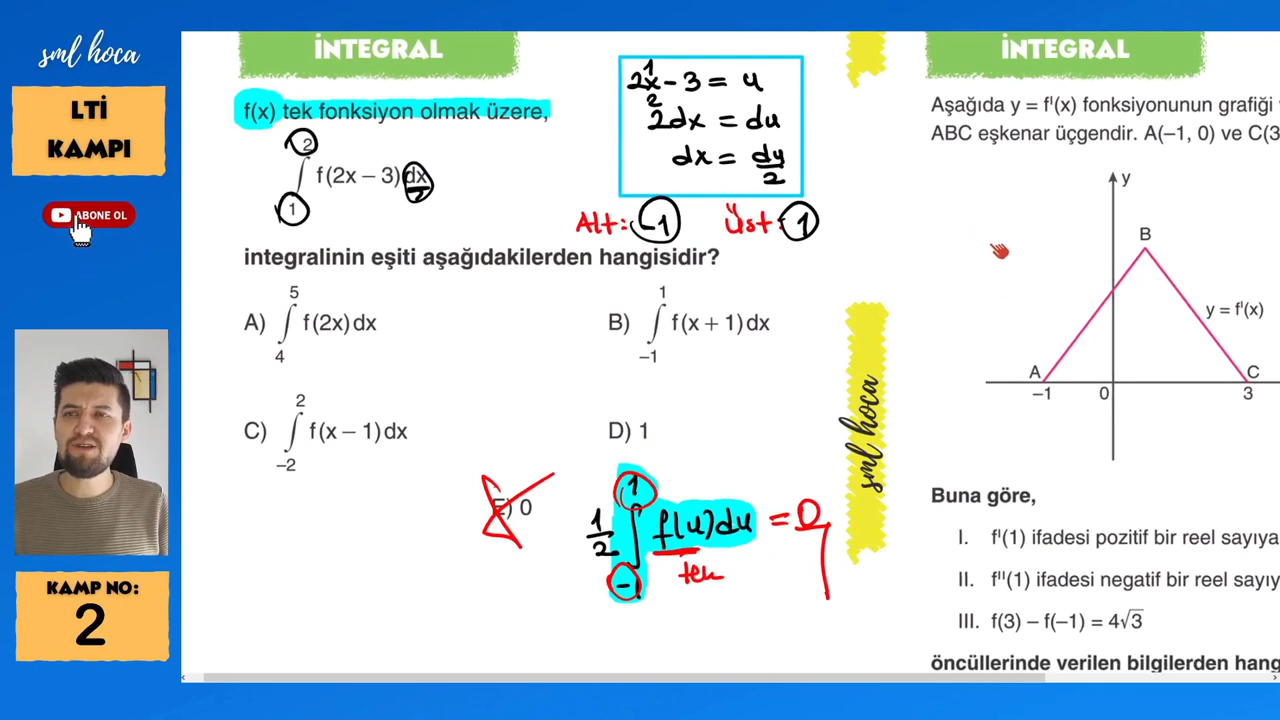 sml hoca
LTİ
KAMPI
ABONE OL
KAMP NO:
2
İNTEGRAL
f(x) tek fonksiyon olmak üzere,
2
∫ f(2x – 3) dx
2
1
2x – 3 = u
1
2
2dx = du
dx = du
2
Alt: –1 Üst: 1
integralinin eşiti aşağıdakilerden hangisidir?
5
A) ∫ f(2x) dx
4
1
B) ∫ f(x + 1) dx
–1
2
C) ∫ f(x – 1) dx
–2
D) 1
E) 0
1
1/2 ∫ f(u) du = 0
–1
tek
sml hoca
İNTEGRAL
Aşağıda y = f'(x) fonksiyonunun grafiği
ABC eşkenar üçgendir. A(–1, 0) ve C(3
y
B
y = f'(x)
A
C
–1
0
3
Buna göre,
I. f'(1) ifadesi pozitif bir reel
II. f''(1) ifadesi negatif bir reel
III. f(3) – f(–1) = 4√3
öncüllerinde verilen bilgilerden